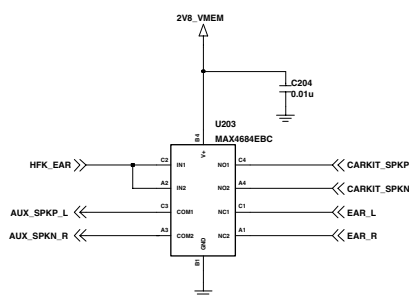 2V8_VMEM
C204
0.01u
U203
MAX4684EBC
B4
V+
HFK_EAR
C2
IN1
NO1
C4
CARKIT_SPKP
A2
IN2
NO2
A4
CARKIT_SPKN
AUX_SPKP_L
C3
COM1
NC1
C1
EAR_L
AUX_SPKN_R
A3
COM2
NC2
A1
EAR_R
GND
B1